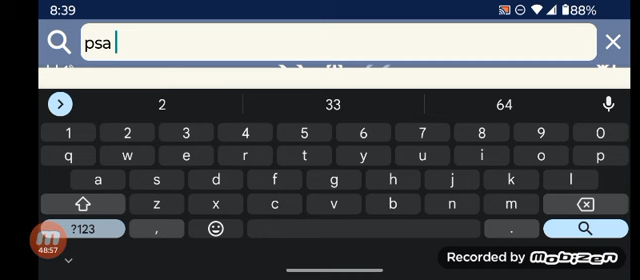 8:39
88%
psa
2 33 64
1 2 3 4 5 6 7 8 9 0
q w e r t y u i o p
a s d f g h j k l
z x c v b n m
?123 , .
48:57
Recorded by MOBIZEN